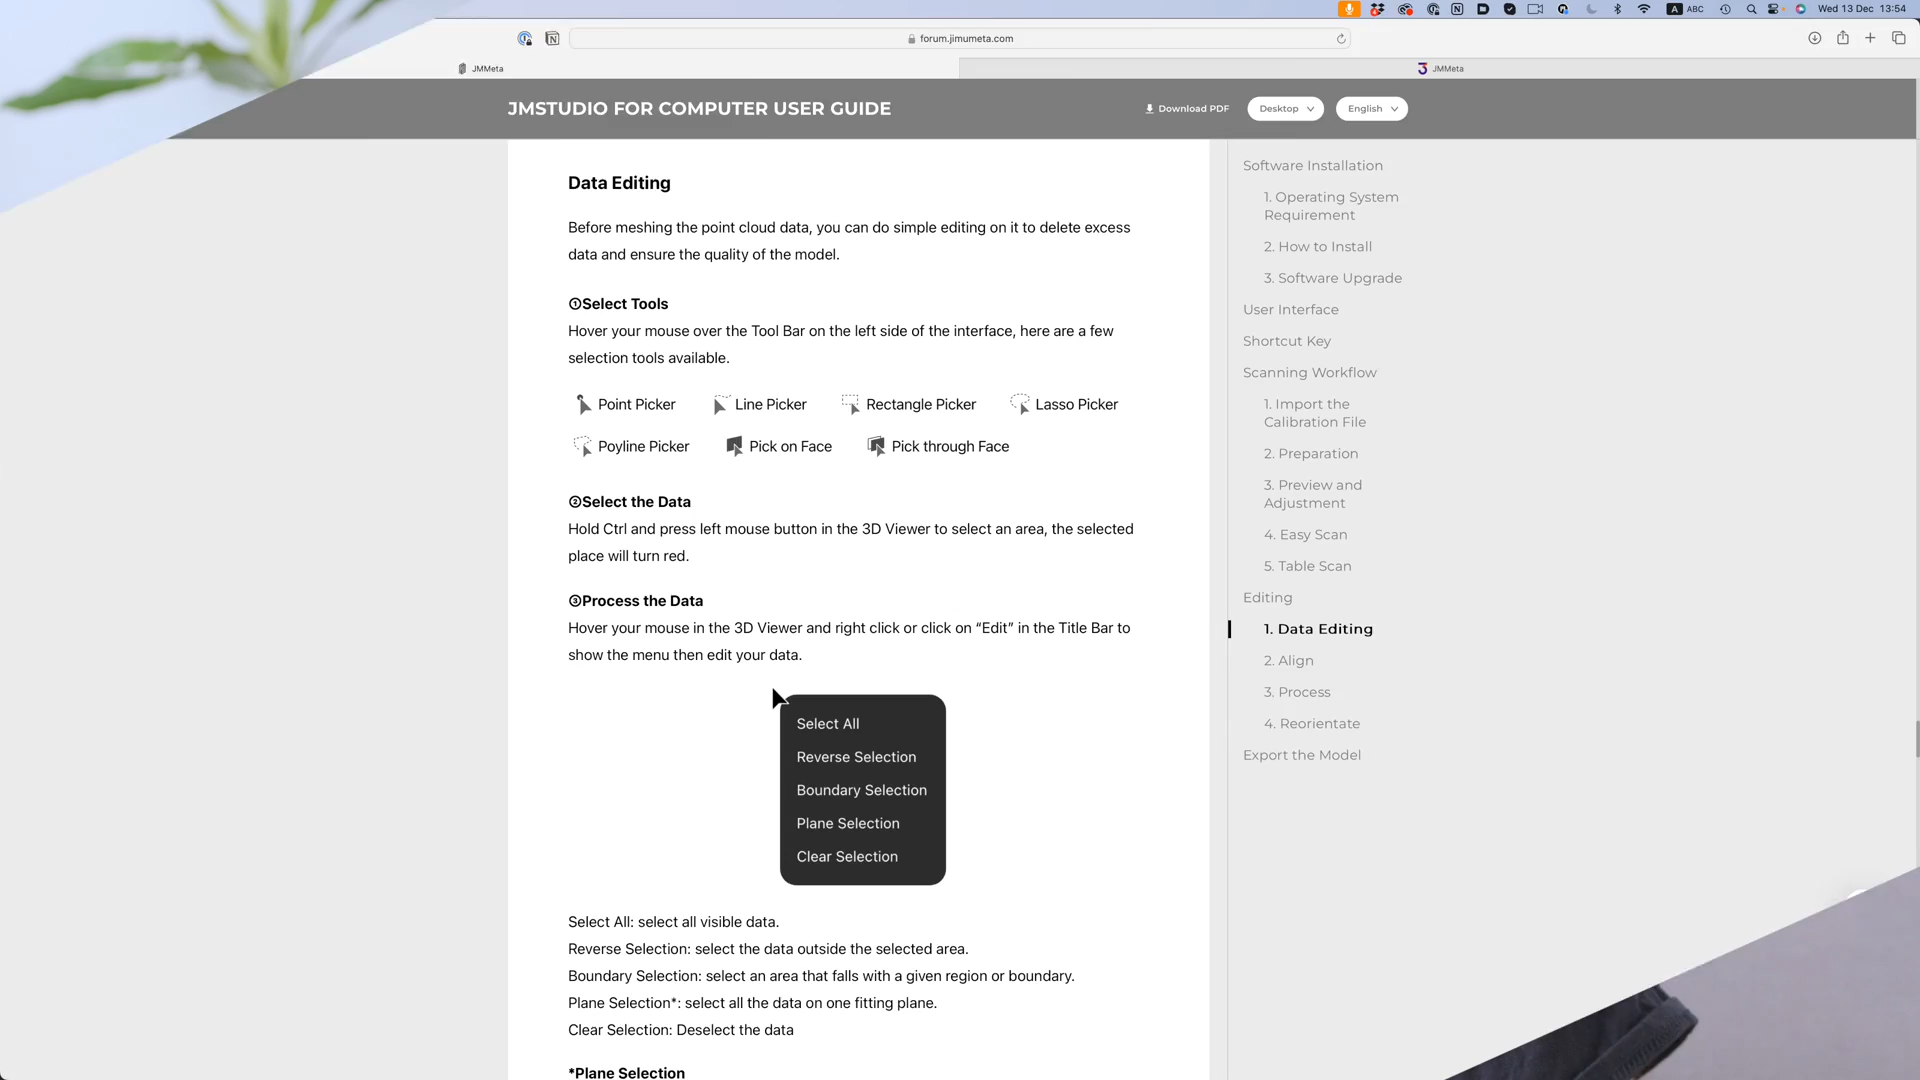 ABC
Wed 13 Dec 13:54
forum.jimumeta.com
JMMeta
JMMeta
JMSTUDIO FOR COMPUTER USER GUIDE
Download PDF
Desktop
English
Data Editing
Before meshing the point cloud data, you can do simple editing on it to delete excess
data and ensure the quality of the model.
①Select Tools
Hover your mouse over the Tool Bar on the left side of the interface, here are a few
selection tools available.
Point Picker
Line Picker
Rectangle Picker
Lasso Picker
Poyline Picker
Pick on Face
Pick through Face
②Select the Data
Hold Ctrl and press left mouse button in the 3D Viewer to select an area, the selected
place will turn red.
③Process the Data
Hover your mouse in the 3D Viewer and right click or click on “Edit” in the Title Bar to
show the menu then edit your data.
Select All
Reverse Selection
Boundary Selection
Plane Selection
Clear Selection
Select All: select all visible data.
Reverse Selection: select the data outside the selected area.
Boundary Selection: select an area that falls with a given region or boundary.
Plane Selection*: select all the data on one fitting plane.
Clear Selection: Deselect the data
*Plane Selection
Software Installation
1. Operating System
Requirement
2. How to Install
3. Software Upgrade
User Interface
Shortcut Key
Scanning Workflow
1. Import the
Calibration File
2. Preparation
3. Preview and
Adjustment
4. Easy Scan
5. Table Scan
Editing
1. Data Editing
2. Align
3. Process
4. Reorientate
Export the Model